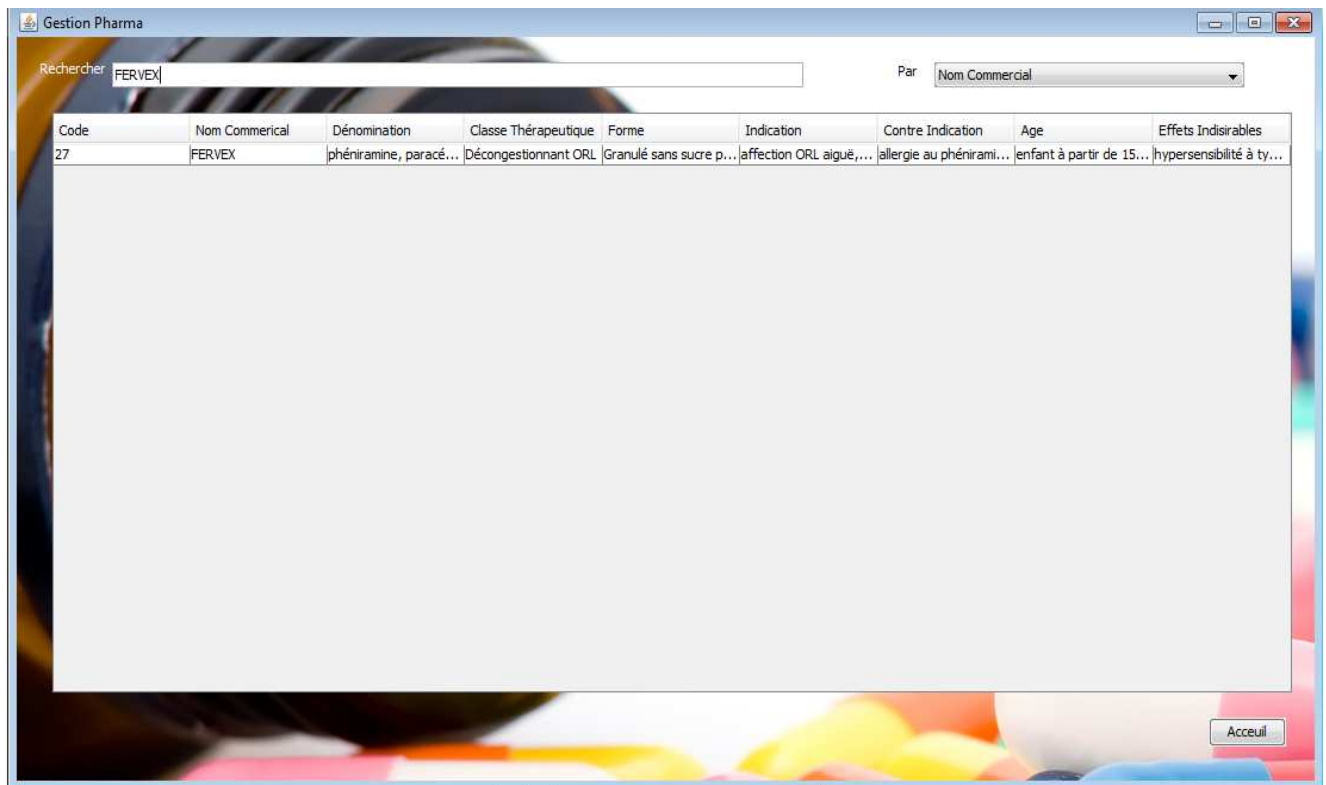 Gestion Pharma
Rechercher FERVEX Par Nom Commercial
Code Nom Commerical Dénomination Classe Thérapeutique Forme Indication Contre Indication Age Effets Indisirables
27 FERVEX phéniramine, paracé... Décongestionnant ORL Granulé sans sucre p... affection ORL aiguë,... allergie au phénirami... enfant à partir de 15... hypersensibilité à ty...
Acceuil